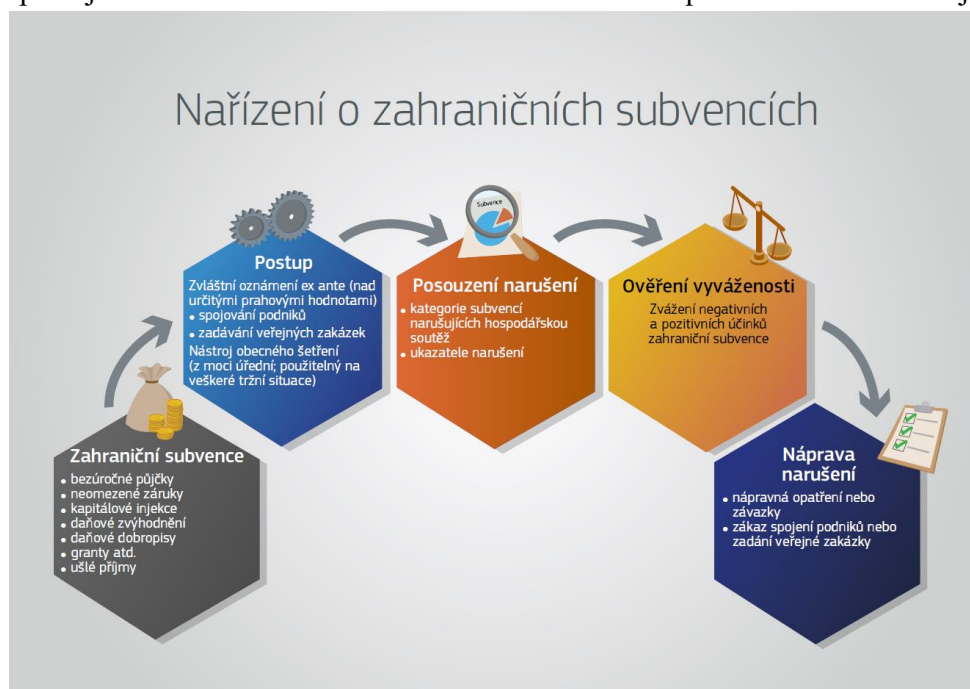 Nařízení o zahraničních subvencích
Zahraniční subvence
• bezúročné půjčky
• neomezené záruky
• kapitálové injekce
• daňové zvýhodnění
• daňové dobropisy
• granty atd.
• ušlé příjmy
Postup
Zvláštní oznámení ex ante (nad
určitými prahovými hodnotami)
• spojování podniků
• zadávání veřejných zakázek
Nástroj obecného šetření
(z moci úřední; použitelný na
veškeré tržní situace)
Subvence
Posouzení narušení
• kategorie subvencí
narušujících hospodářskou
soutěž
• ukazatele narušení
Ověření vyváženosti
Zvážení negativních
a pozitivních účinků
zahraniční subvence
Náprava
narušení
• nápravná opatření nebo
závazky
• zákaz spojení podniků nebo
zadání veřejné zakázky